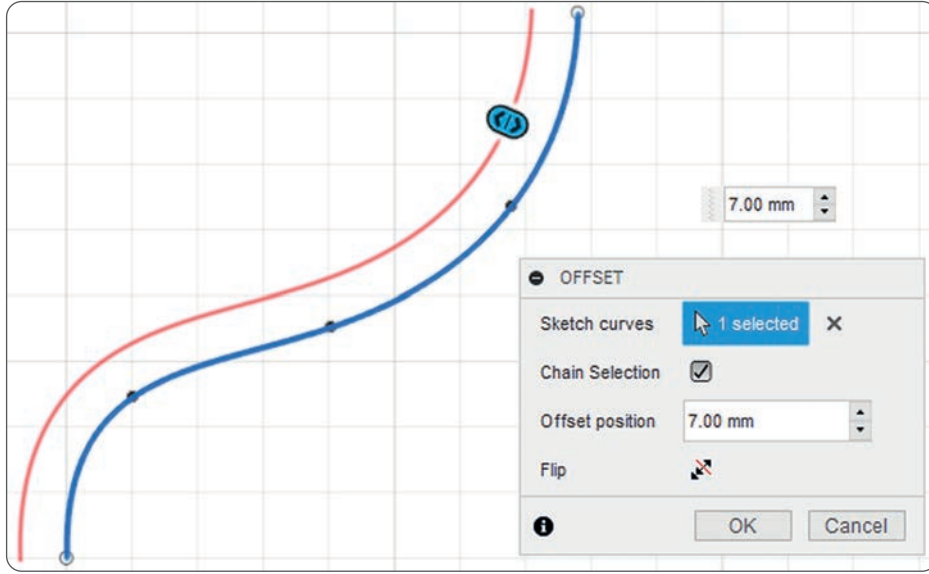 7.00 mm
OFFSET
Sketch curves 1 selected
Chain Selection
Offset position 7.00 mm
Flip
OK Cancel